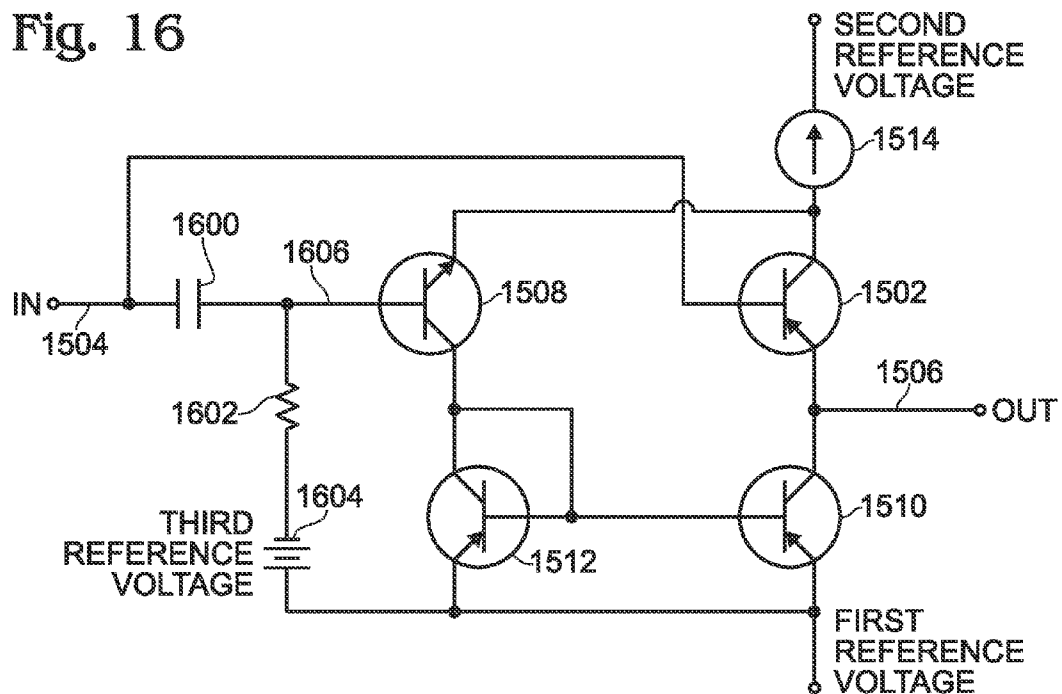 Fig. 16
SECOND
REFERENCE
VOLTAGE
1514
1600
1606
IN
1504
1508
1502
1506
OUT
1602
1604
THIRD
REFERENCE
VOLTAGE
1512
1510
FIRST
REFERENCE
VOLTAGE